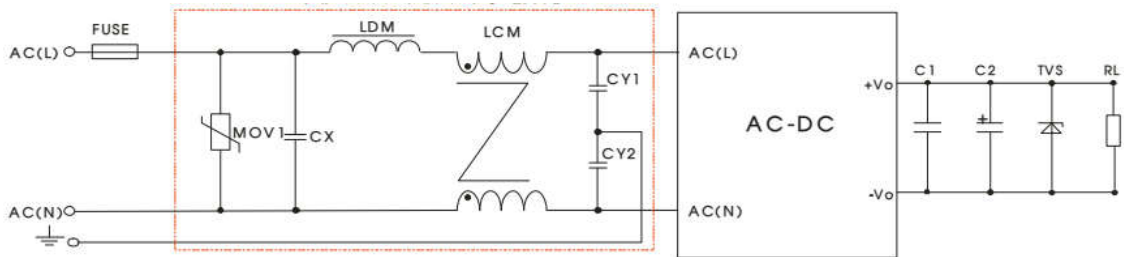 FUSE
LDM
LCM
AC(L)
AC(L)
CY1
MOV1
CX
CY2
AC(N)
AC(N)
AC-DC
+Vo
-Vo
C1
C2
TVS
RL
+